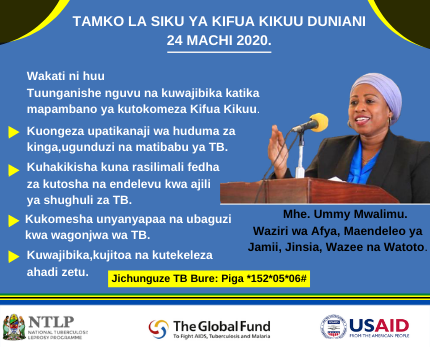 TAMKO LA SIKU YA KIFUA KIKUU DUNIANI
24 MACHI 2020.
Wakati ni huu
Tuunganishe nguvu na kuwajibika katika
mapambano ya kutokomeza Kifua Kikuu.
Kuongeza upatikanaji wa huduma za
kinga,ugunduzi na matibabu ya TB.
Kuhakikisha kuna rasilimali fedha
za kutosha na endelevu kwa ajili
ya shughuli za TB.
Kukomesha unyanyapaa na ubaguzi
kwa wagonjwa wa TB.
Kuwajibika,kujitoa na kutekeleza
ahadi zetu.
Mhe. Ummy Mwalimu.
Waziri wa Afya, Maendeleo ya
Jamii, Jinsia, Wazee na Watoto.
Jichunguze TB Bure: Piga *152*05*06#
NTLP
NATIONAL TUBERCULOSIS
LEPROSY PROGRAMME
The Global Fund
To Fight AIDS, Tuberculosis and Malaria
USAID
FROM THE AMERICAN PEOPLE